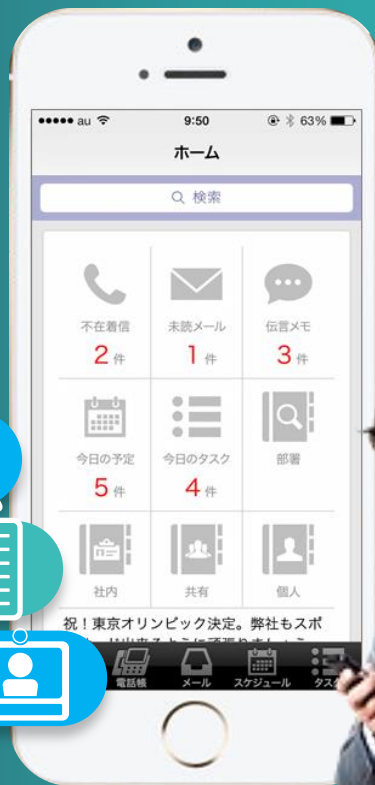 au 9:50 63%
ホーム
検索
不在着信 未読メール 伝言メモ
2件 1件 3件
今日の予定 今日のタスク 部署
5件 4件
社内 共有 個人
祝！東京オリンピック決定。弊社もスポ
電話帳 メール スケジュール タスク